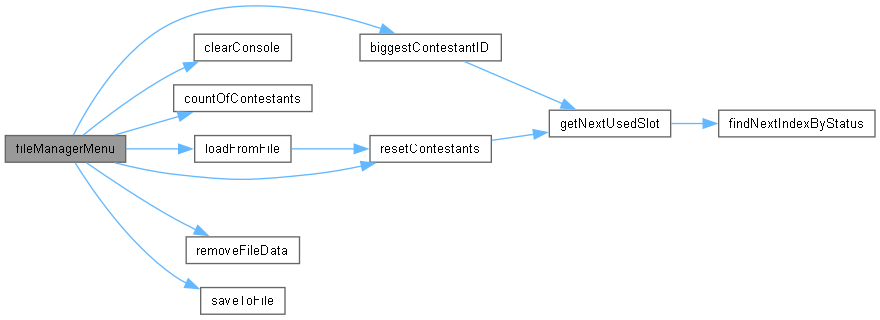 fileManagerMenu
clearConsole
countOfContestants
loadFromFile
removeFileData
saveToFile
biggestContestantID
resetContestants
getNextUsedSlot
findNextIndexByStatus